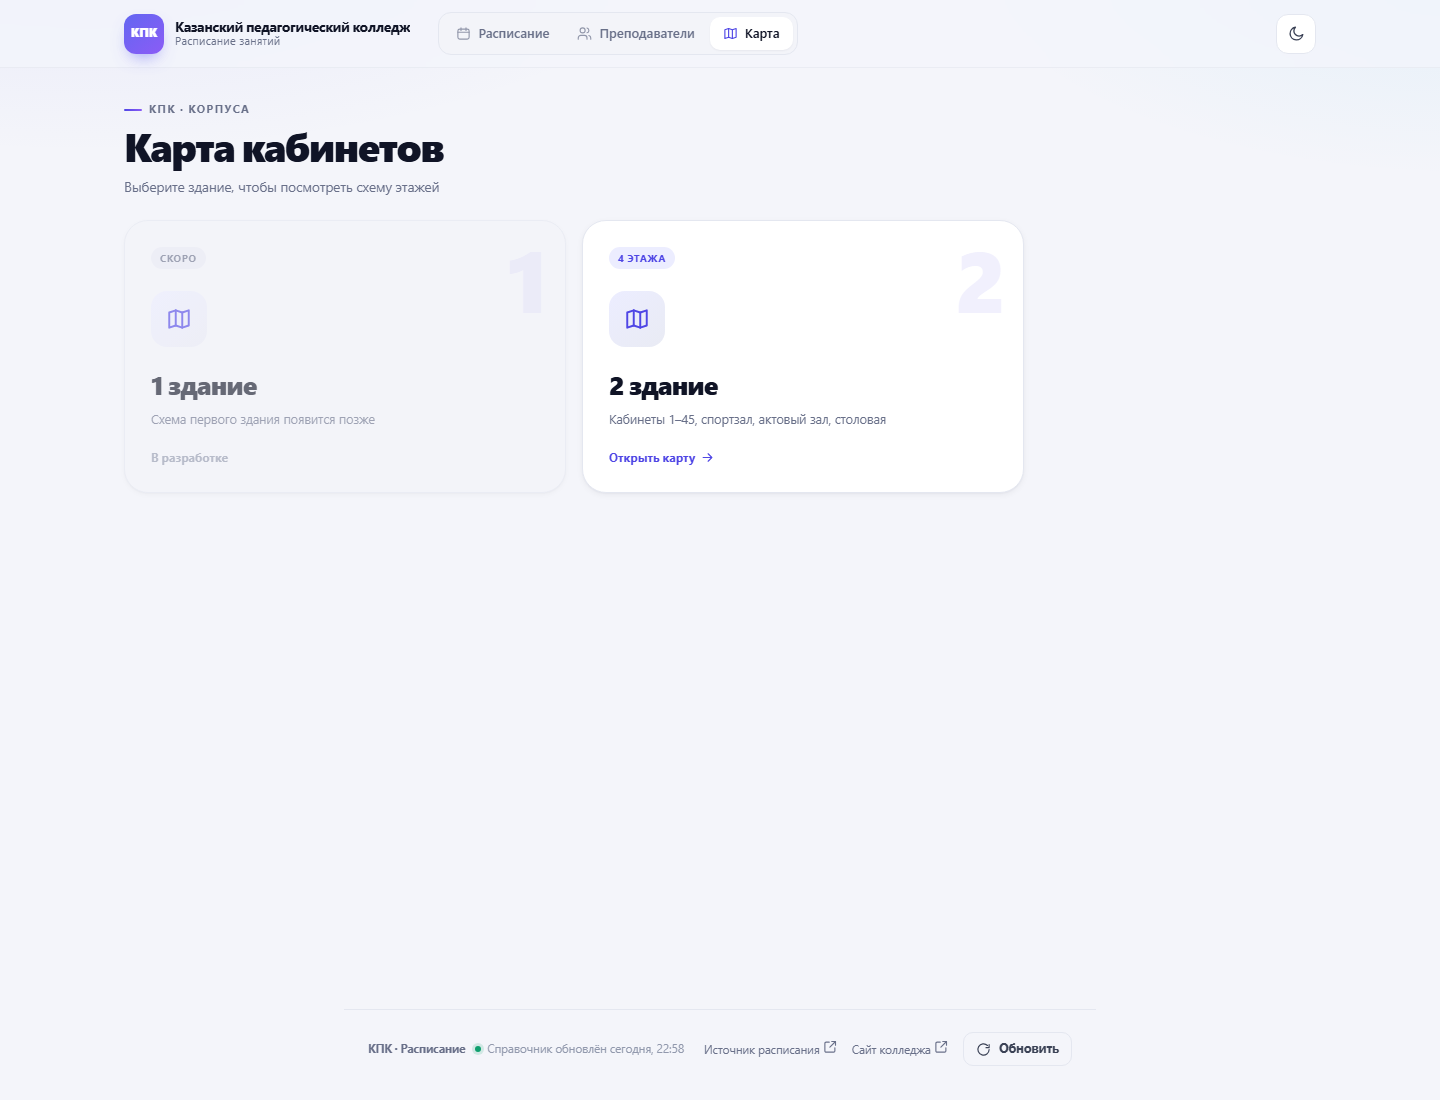 КПК
Казанский педагогический колледж
Расписание занятий
Расписание
Преподаватели
Карта
КПК · КОРПУСА
Карта кабинетов
Выберите здание, чтобы посмотреть схему этажей
СКОРО
1
1 здание
Схема первого здания появится позже
В разработке
4 ЭТАЖА
2
2 здание
Кабинеты 1–45, спортзал, актовый зал, столовая
Открыть карту →
КПК · Расписание
Справочник обновлён сегодня, 22:58
Источник расписания
Сайт колледжа
Обновить